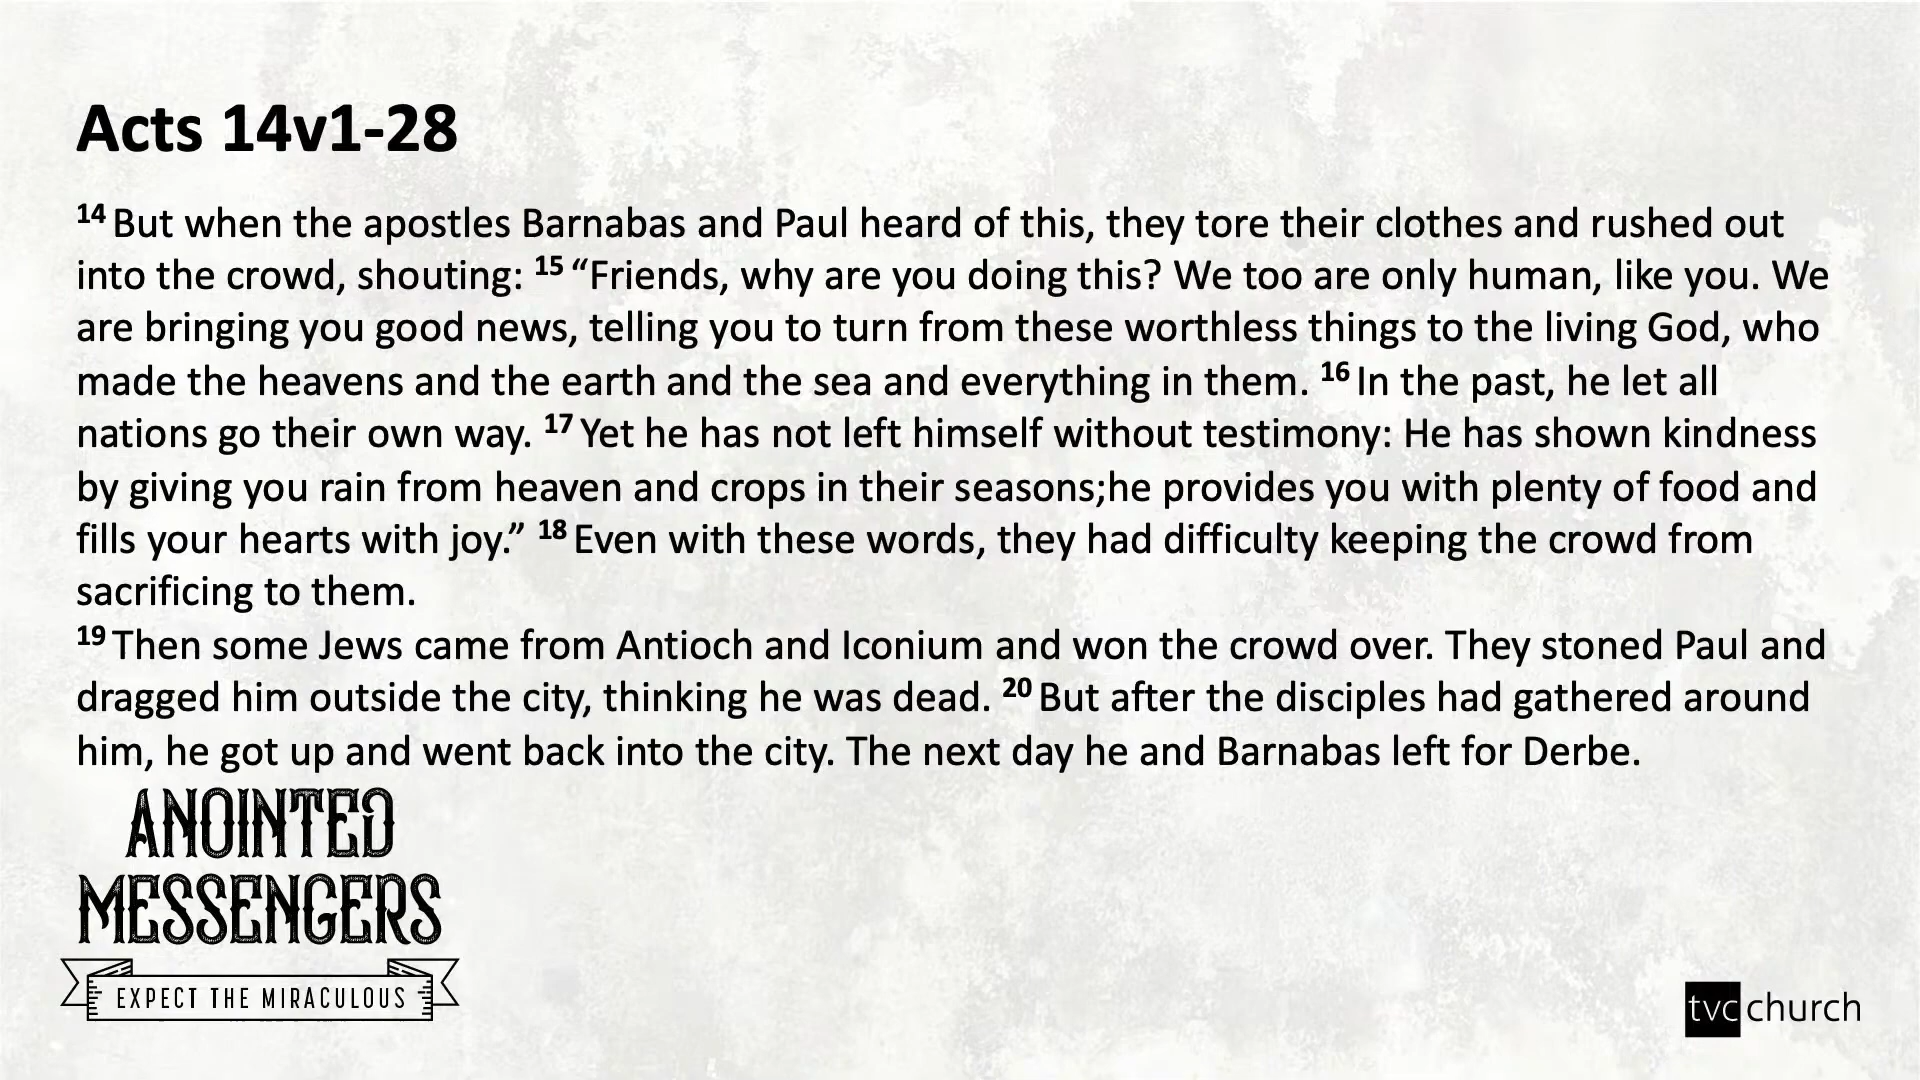 Acts 14v1-28
14 But when the apostles Barnabas and Paul heard of this, they tore their clothes and rushed out
into the crowd, shouting: 15 “Friends, why are you doing this? We too are only human, like you. We
are bringing you good news, telling you to turn from these worthless things to the living God, who
made the heavens and the earth and the sea and everything in them. 16 In the past, he let all
nations go their own way. 17 Yet he has not left himself without testimony: He has shown kindness
by giving you rain from heaven and crops in their seasons;he provides you with plenty of food and
fills your hearts with joy.” 18 Even with these words, they had difficulty keeping the crowd from
sacrificing to them.
19 Then some Jews came from Antioch and Iconium and won the crowd over. They stoned Paul and
dragged him outside the city, thinking he was dead. 20 But after the disciples had gathered around
him, he got up and went back into the city. The next day he and Barnabas left for Derbe.
ANOINTED
MESSENGERS
EXPECT THE MIRACULOUS
tvcchurch